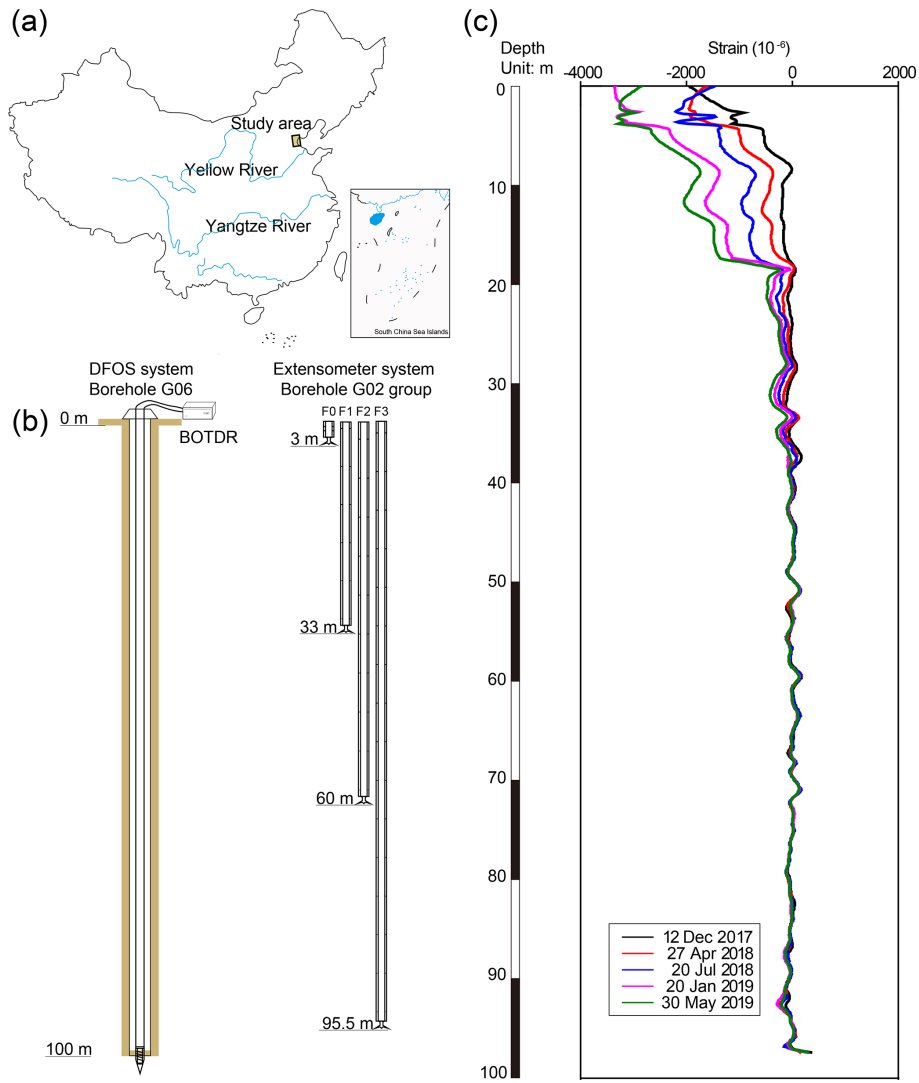 (a)
Study area
Yellow River
Yangtze River
South China Sea Islands
(b)
DFOS system
Borehole G06
0 m
BOTDR
100 m
Extensometer system
Borehole G02 group
F0 F1 F2 F3
3 m
33 m
60 m
95.5 m
(c)
Depth
Unit: m
Strain (10⁻⁶)
-4000 -2000 0 2000
0
10
20
30
40
50
60
70
80
90
100
12 Dec 2017
27 Apr 2018
20 Jul 2018
20 Jan 2019
30 May 2019